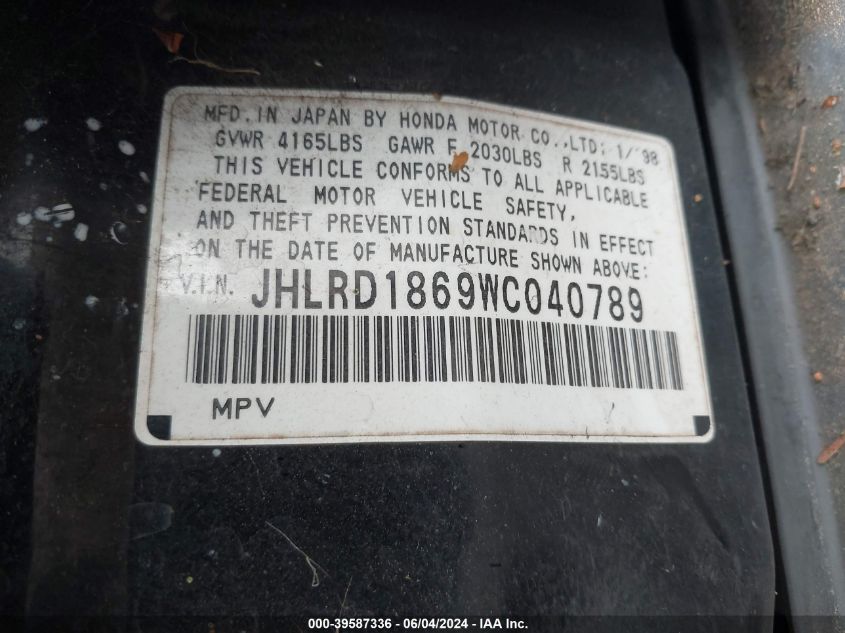 MFD. IN JAPAN BY HONDA MOTOR CO.,LTD; 1/'98
GVWR 4165LBS GAWR F 2030LBS R 2155LBS
THIS VEHICLE CONFORMS TO ALL APPLICABLE
FEDERAL MOTOR VEHICLE SAFETY,
AND THEFT PREVENTION STANDARDS IN EFFECT
ON THE DATE OF MANUFACTURE SHOWN ABOVE:
V.I.N. JHLRD1869WC040789
MPV
000-39587336 - 06/04/2024 - IAA Inc.